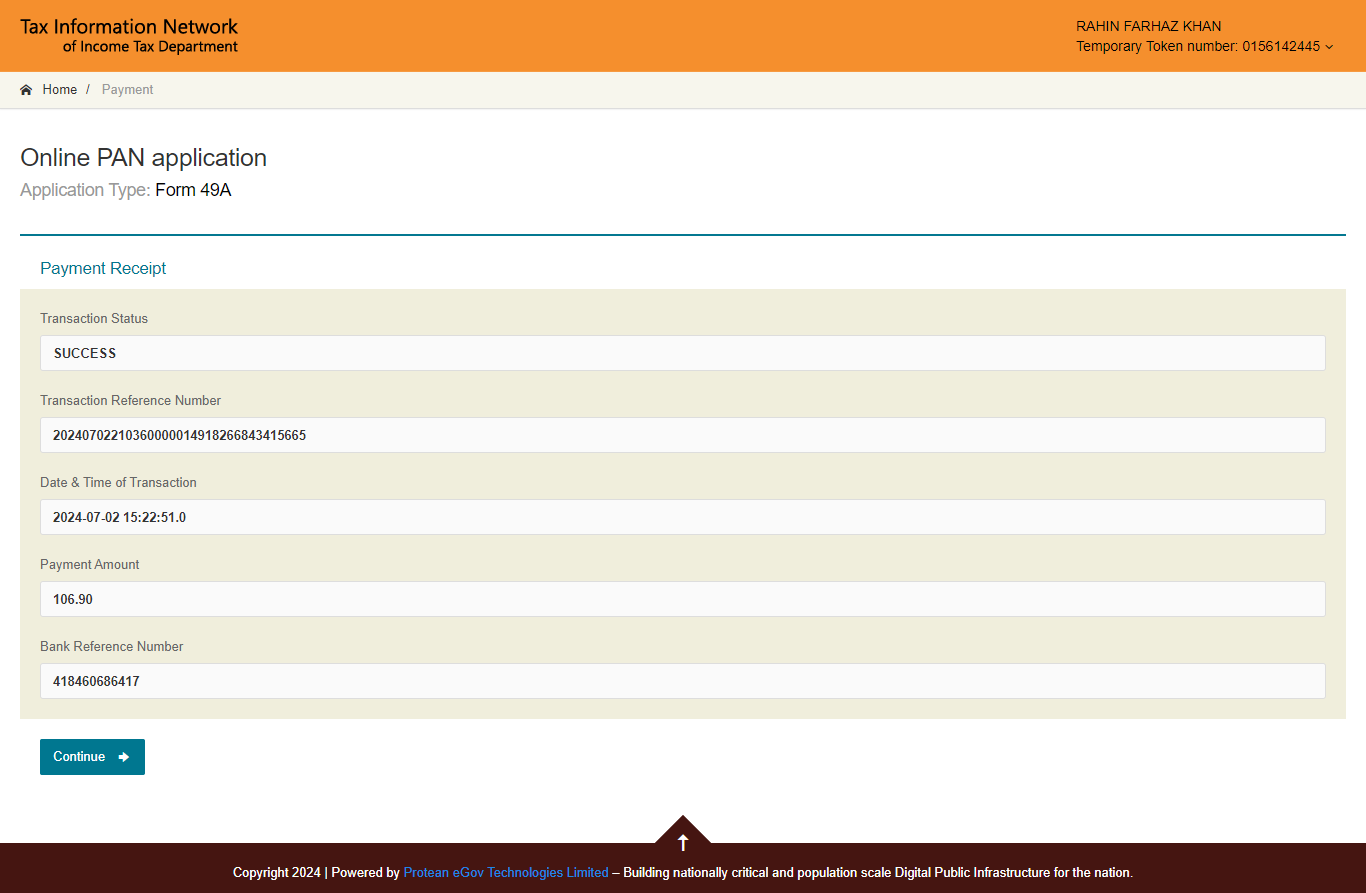 Tax Information Network
of Income Tax Department
RAHIN FARHAZ KHAN
Temporary Token number: 0156142445
Home / Payment
Online PAN application
Application Type: Form 49A
Payment Receipt
Transaction Status
SUCCESS
Transaction Reference Number
20240702210360000014918266843415665
Date & Time of Transaction
2024-07-02 15:22:51.0
Payment Amount
106.90
Bank Reference Number
418460686417
Continue
Copyright 2024 | Powered by Protean eGov Technologies Limited – Building nationally critical and population scale Digital Public Infrastructure for the nation.